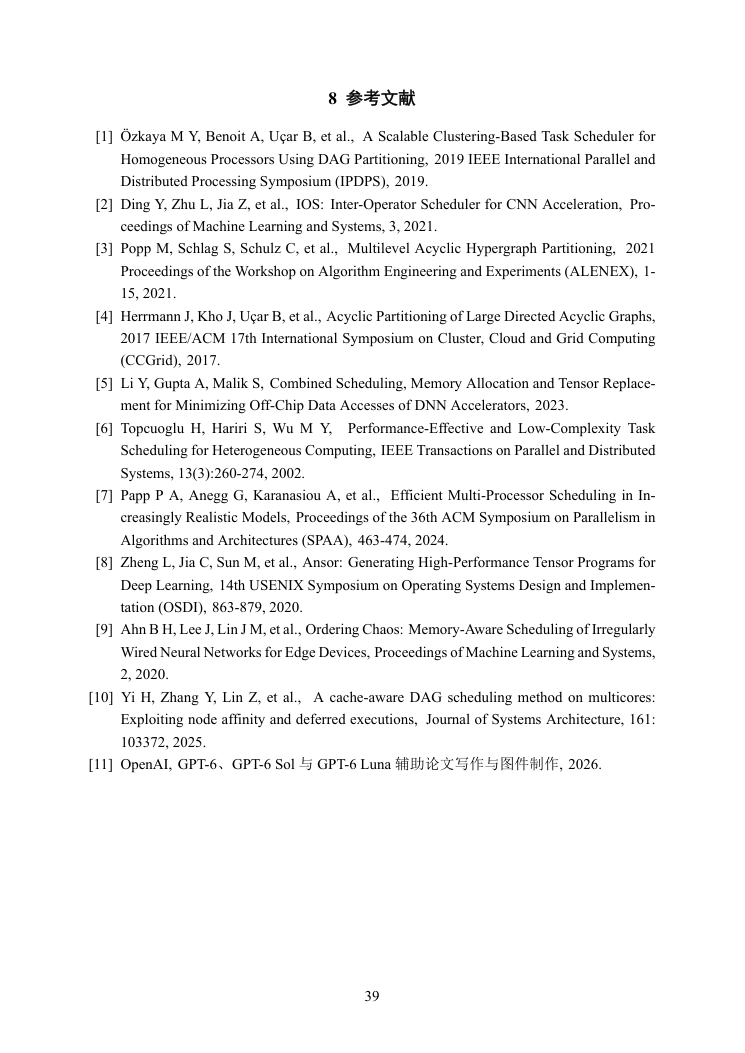 8 参考文献
[1] Özkaya M Y, Benoit A, Uçar B, et al., A Scalable Clustering-Based Task Scheduler for
Homogeneous Processors Using DAG Partitioning, 2019 IEEE International Parallel and
Distributed Processing Symposium (IPDPS), 2019.
[2] Ding Y, Zhu L, Jia Z, et al., IOS: Inter-Operator Scheduler for CNN Acceleration, Pro-
ceedings of Machine Learning and Systems, 3, 2021.
[3] Popp M, Schlag S, Schulz C, et al., Multilevel Acyclic Hypergraph Partitioning, 2021
Proceedings of the Workshop on Algorithm Engineering and Experiments (ALENEX), 1-
15, 2021.
[4] Herrmann J, Kho J, Uçar B, et al., Acyclic Partitioning of Large Directed Acyclic Graphs,
2017 IEEE/ACM 17th International Symposium on Cluster, Cloud and Grid Computing
(CCGrid), 2017.
[5] Li Y, Gupta A, Malik S, Combined Scheduling, Memory Allocation and Tensor Replace-
ment for Minimizing Off-Chip Data Accesses of DNN Accelerators, 2023.
[6] Topcuoglu H, Hariri S, Wu M Y, Performance-Effective and Low-Complexity Task
Scheduling for Heterogeneous Computing, IEEE Transactions on Parallel and Distributed
Systems, 13(3):260-274, 2002.
[7] Papp P A, Anegg G, Karanasiou A, et al., Efficient Multi-Processor Scheduling in In-
creasingly Realistic Models, Proceedings of the 36th ACM Symposium on Parallelism in
Algorithms and Architectures (SPAA), 463-474, 2024.
[8] Zheng L, Jia C, Sun M, et al., Ansor: Generating High-Performance Tensor Programs for
Deep Learning, 14th USENIX Symposium on Operating Systems Design and Implemen-
tation (OSDI), 863-879, 2020.
[9] Ahn B H, Lee J, Lin J M, et al., Ordering Chaos: Memory-Aware Scheduling of Irregularly
Wired Neural Networks for Edge Devices, Proceedings of Machine Learning and Systems,
2, 2020.
[10] Yi H, Zhang Y, Lin Z, et al., A cache-aware DAG scheduling method on multicores:
Exploiting node affinity and deferred executions, Journal of Systems Architecture, 161:
103372, 2025.
[11] OpenAI, GPT-6、GPT-6 Sol 与 GPT-6 Luna 辅助论文写作与图件制作, 2026.
39